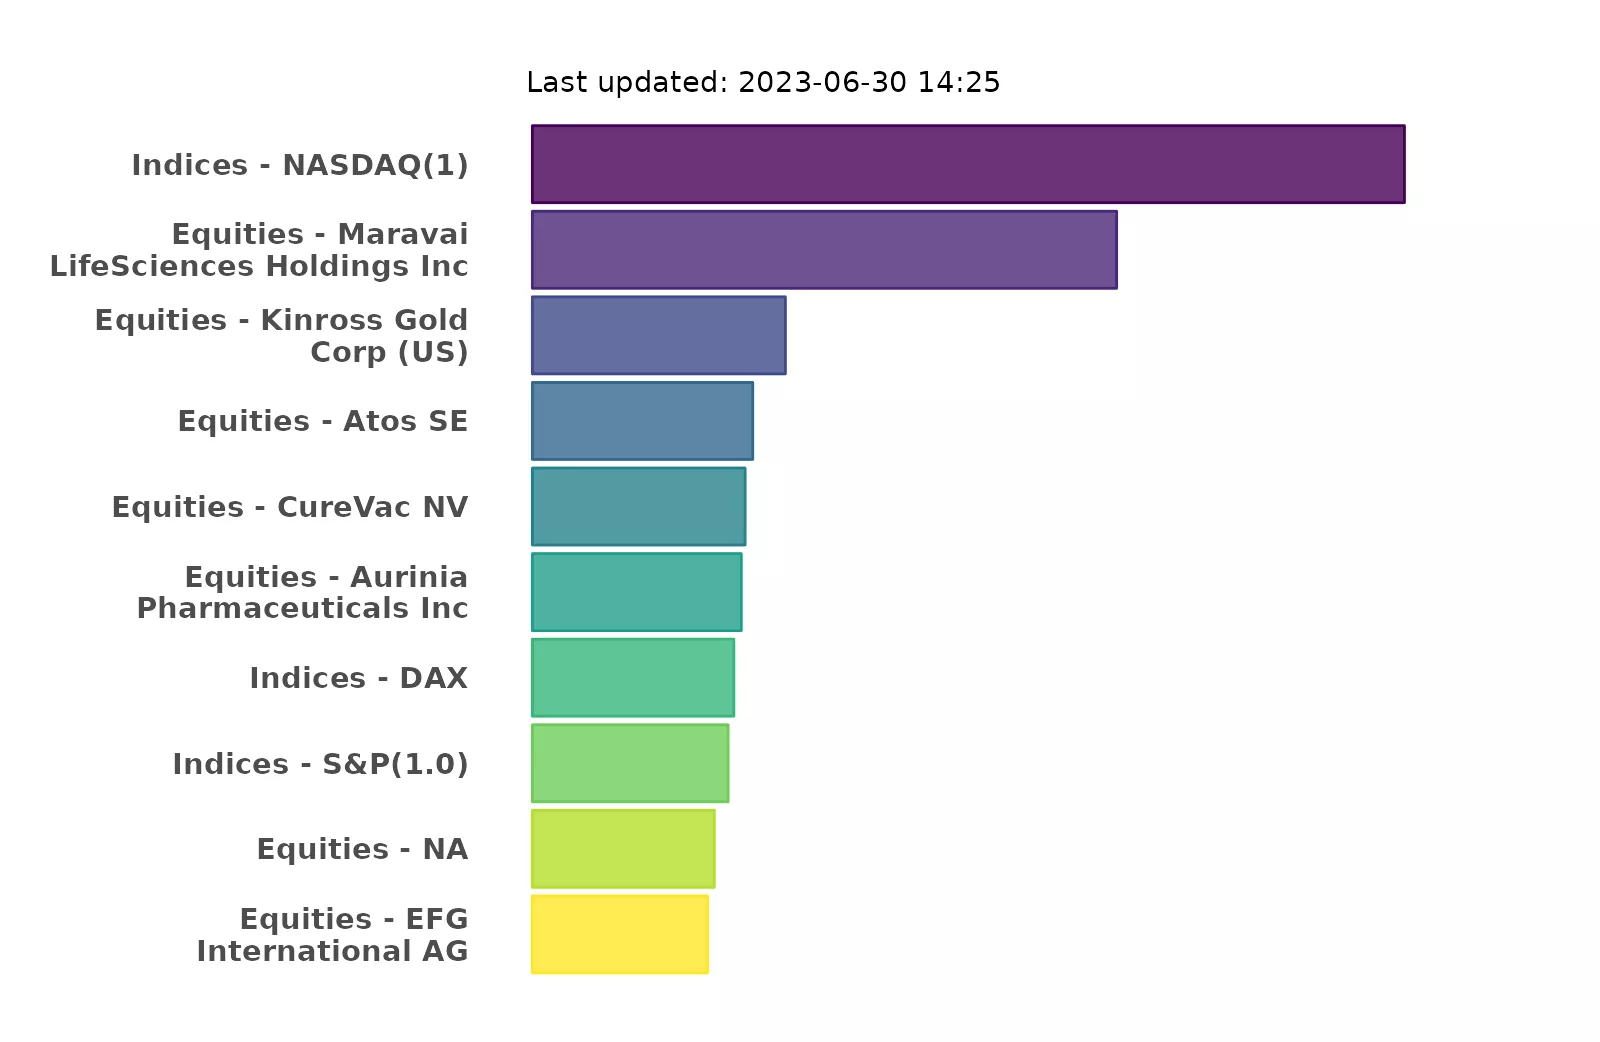 Last updated: 2023-06-30 14:25
Indices - NASDAQ(1)
Equities - Maravai
LifeSciences Holdings Inc
Equities - Kinross Gold
Corp (US)
Equities - Atos SE
Equities - CureVac NV
Equities - Aurinia
Pharmaceuticals Inc
Indices - DAX
Indices - S&P(1.0)
Equities - NA
Equities - EFG
International AG